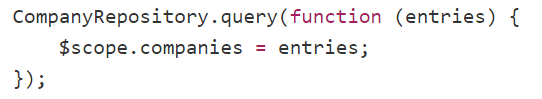 CompanyRepository.query(function (entries) {
    $scope.companies = entries;
});